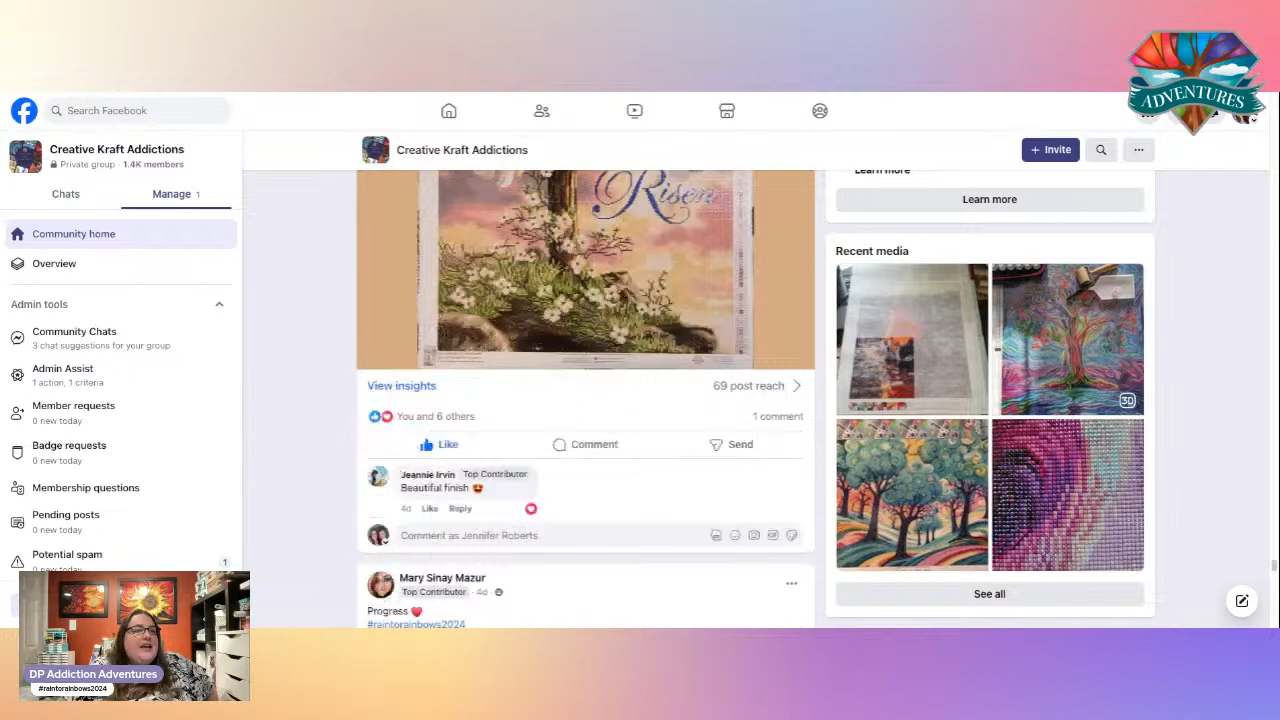 ADVENTURES
Search Facebook
Creative Kraft Addictions
Private group · 1.4K members
Chats
Manage 1
Community home
Overview
Admin tools
Community Chats
3 chat suggestions for your group
Admin Assist
1 action, 1 criteria
Member requests
0 new today
Badge requests
0 new today
Membership questions
Pending posts
0 new today
Potential spam
0 new today
1
Creative Kraft Addictions
+ Invite
Risen
View insights
69 post reach
You and 6 others
1 comment
Like
Comment
Send
Jeannie Irvin Top Contributor
Beautiful finish 🤩
4d Like Reply
Comment as Jennifer Roberts
Mary Sinay Mazur
Top Contributor · 4d
Progress ❤️
#raintorainbows2024
Learn more
Learn more
Recent media
3D
See all
DP Addiction Adventures
#raintorainbows2024